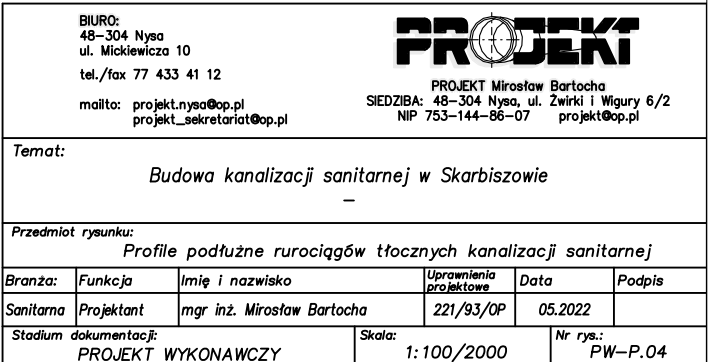 BIURO:
48-304 Nysa
ul. Mickiewicza 10
tel./fax 77 433 41 12
mailto: projekt.nysa@op.pl
projekt_sekretariat@op.pl
PROJEKT
PROJEKT Mirosław Bartocha
SIEDZIBA: 48-304 Nysa, ul. Żwirki i Wigury 6/2
NIP 753-144-86-07 projekt@op.pl
Temat:
Budowa kanalizacji sanitarnej w Skarbiszowie
-
Przedmiot rysunku:
Profile podłużne rurociągów tłocznych kanalizacji sanitarnej
Branża: Funkcja Imię i nazwisko Uprawnienia projektowe Data Podpis
Sanitarna Projektant mgr inż. Mirosław Bartocha 221/93/OP 05.2022
Stadium dokumentacji: Skala: Nr rys.:
PROJEKT WYKONAWCZY 1:100/2000 PW-P.04